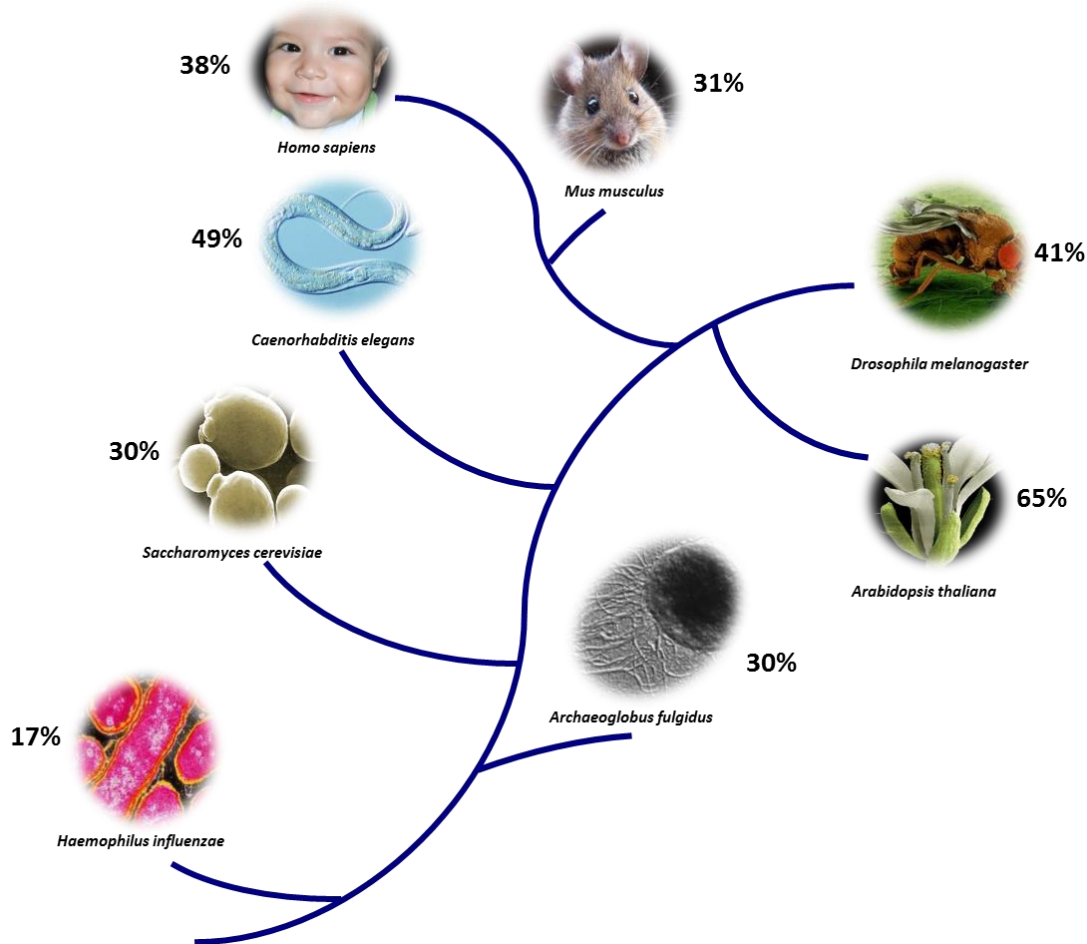 38%
Homo sapiens
31%
Mus musculus
49%
Caenorhabditis elegans
41%
Drosophila melanogaster
30%
Saccharomyces cerevisiae
65%
Arabidopsis thaliana
30%
Archaeoglobus fulgidus
17%
Haemophilus influenzae